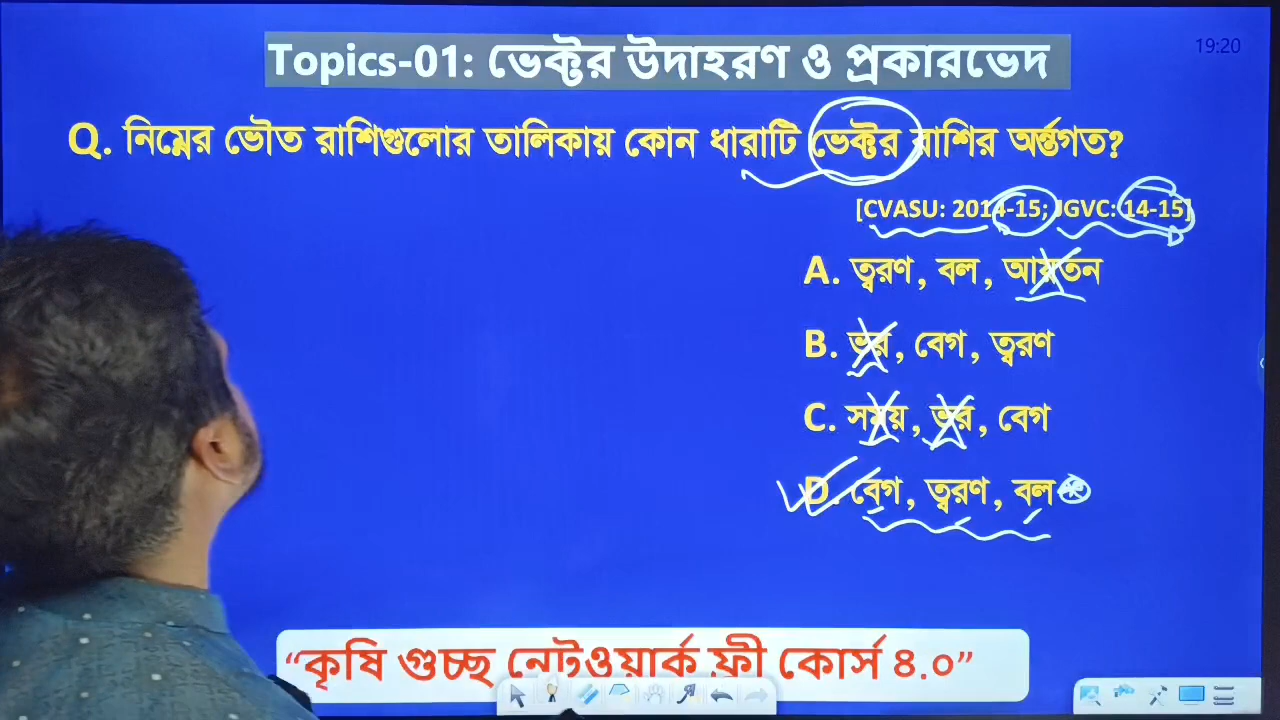 Topics-01: ভেক্টর উদাহরণ ও প্রকারভেদ
19:20
Q. নিম্নের ভৌত রাশিগুলোর তালিকায় কোন ধারাটি ভেক্টর রাশির অর্ন্তগত?
[CVASU: 2014-15; JGVC: 14-15]
A. ত্বরণ, বল, আয়তন
B. ভর, বেগ, ত্বরণ
C. সময়, ভর, বেগ
D. বেগ, ত্বরণ, বল
“কৃষি গুচ্ছ নেটওয়ার্ক ফ্রী কোর্স ৪.০”